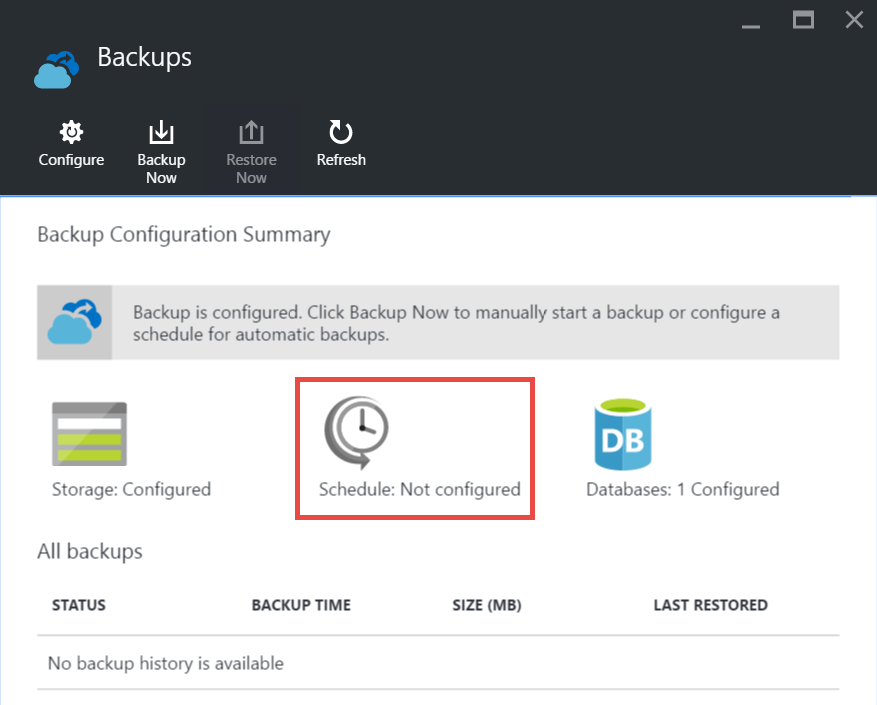 Backups
Configure
Backup
Now
Restore
Now
Refresh
Backup Configuration Summary
Backup is configured. Click Backup Now to manually start a backup or configure a
schedule for automatic backups.
Storage: Configured
Schedule: Not configured
DB
Databases: 1 Configured
All backups
STATUS BACKUP TIME SIZE (MB) LAST RESTORED
No backup history is available